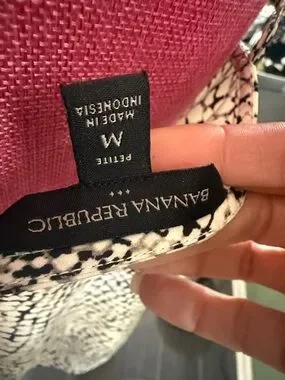 BANANA REPUBLIC
PETITE
M
MADE IN
INDONESIA